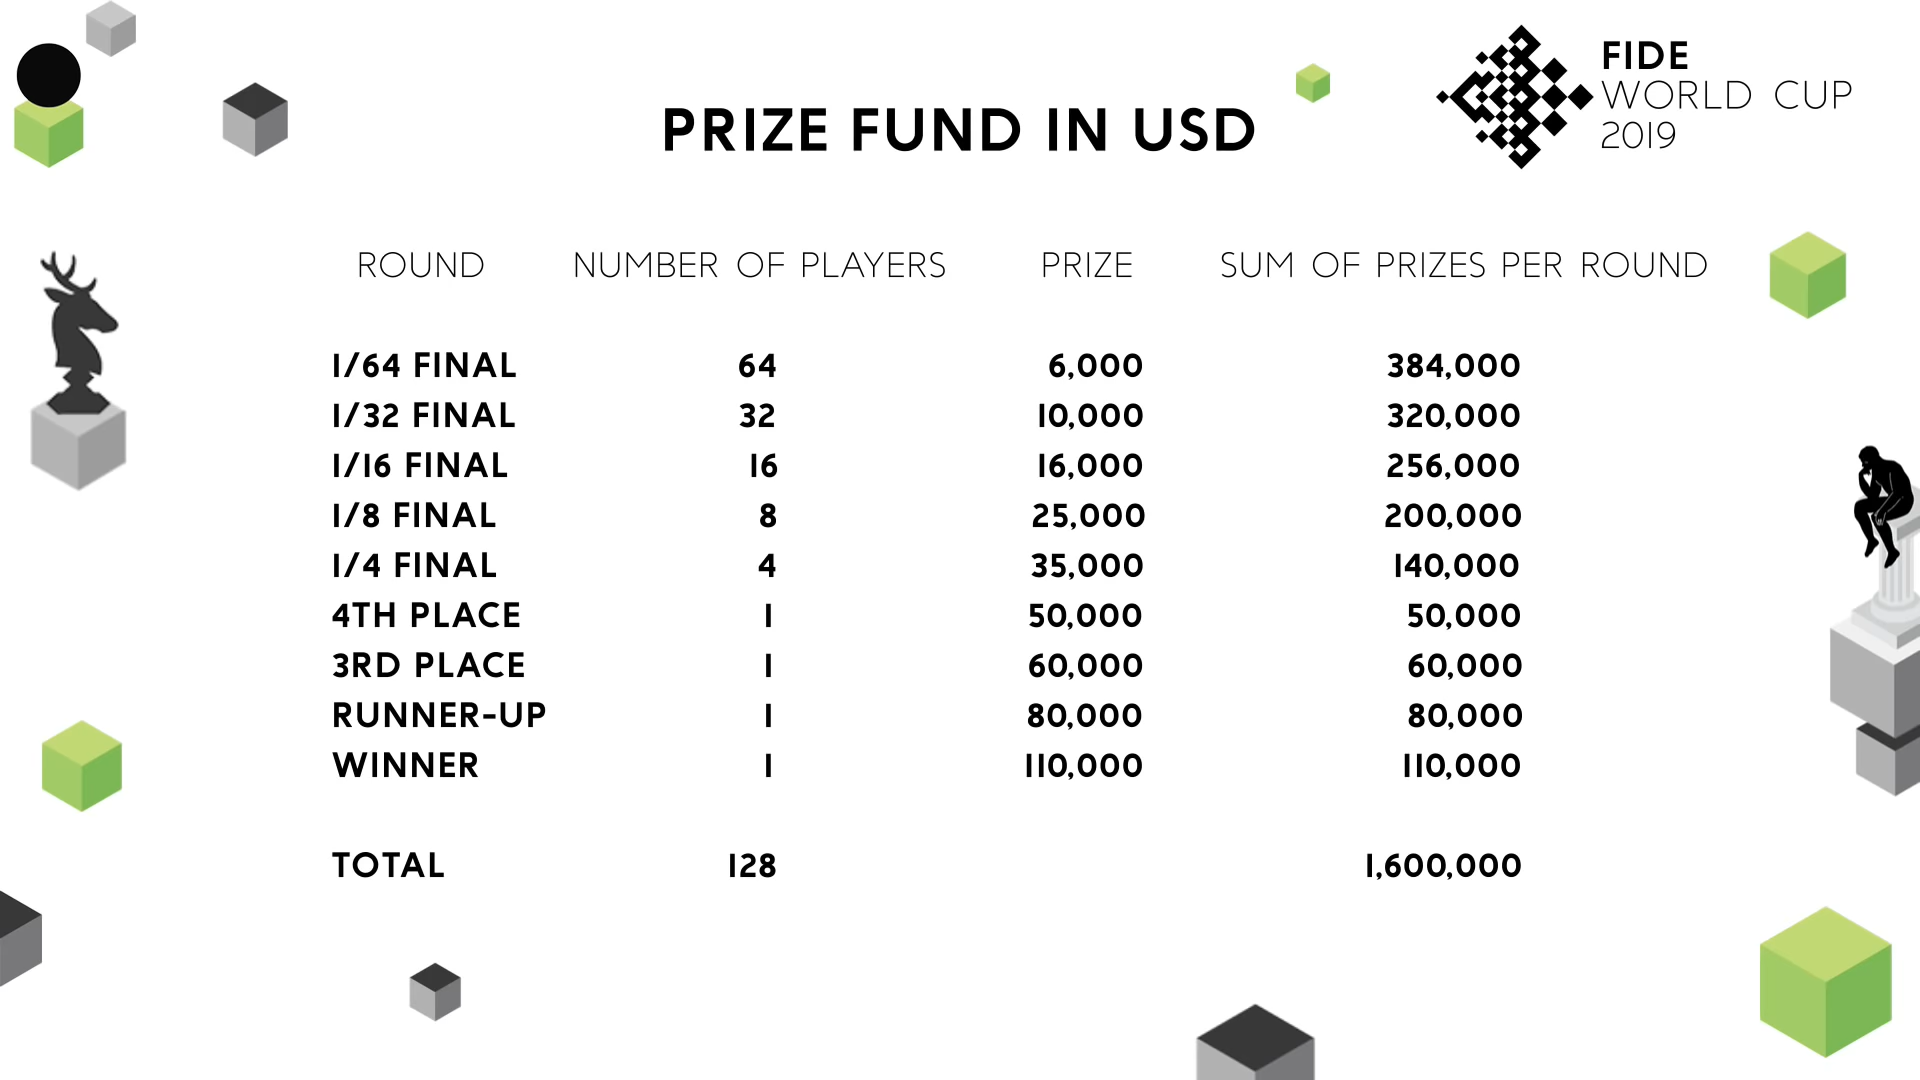 FIDE
WORLD CUP
2019
PRIZE FUND IN USD
ROUND NUMBER OF PLAYERS PRIZE SUM OF PRIZES PER ROUND
1/64 FINAL 64 6,000 384,000
1/32 FINAL 32 10,000 320,000
1/16 FINAL 16 16,000 256,000
1/8 FINAL 8 25,000 200,000
1/4 FINAL 4 35,000 140,000
4TH PLACE 1 50,000 50,000
3RD PLACE 1 60,000 60,000
RUNNER-UP 1 80,000 80,000
WINNER 1 110,000 110,000
TOTAL 128 1,600,000